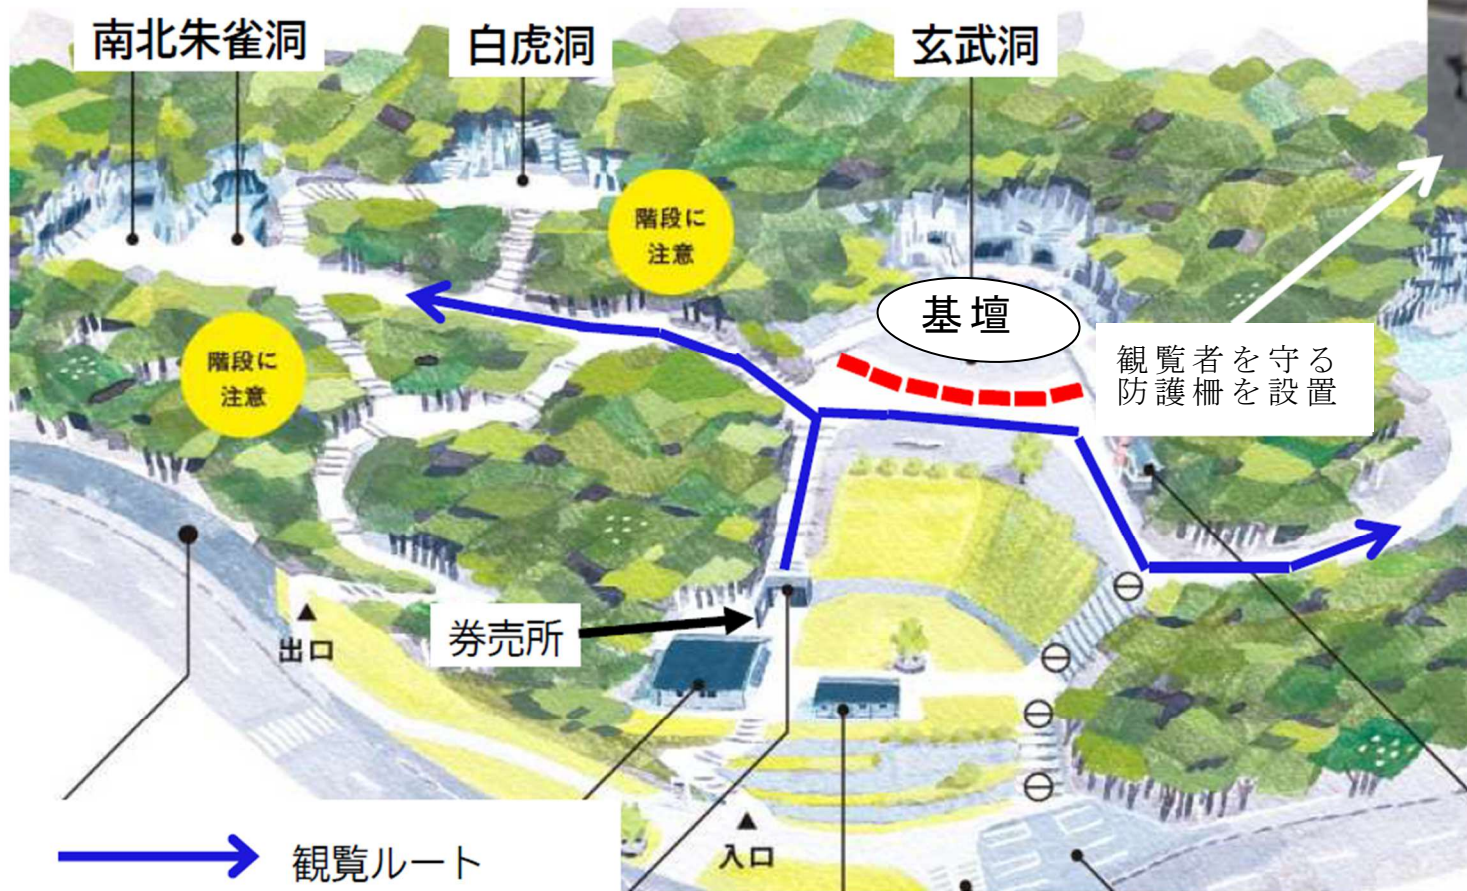 南北朱雀洞
白虎洞
玄武洞
階段に
注意
基壇
階段に
注意
観覧者を守る
防護柵を設置
券売所
出口
入口
観覧ルート